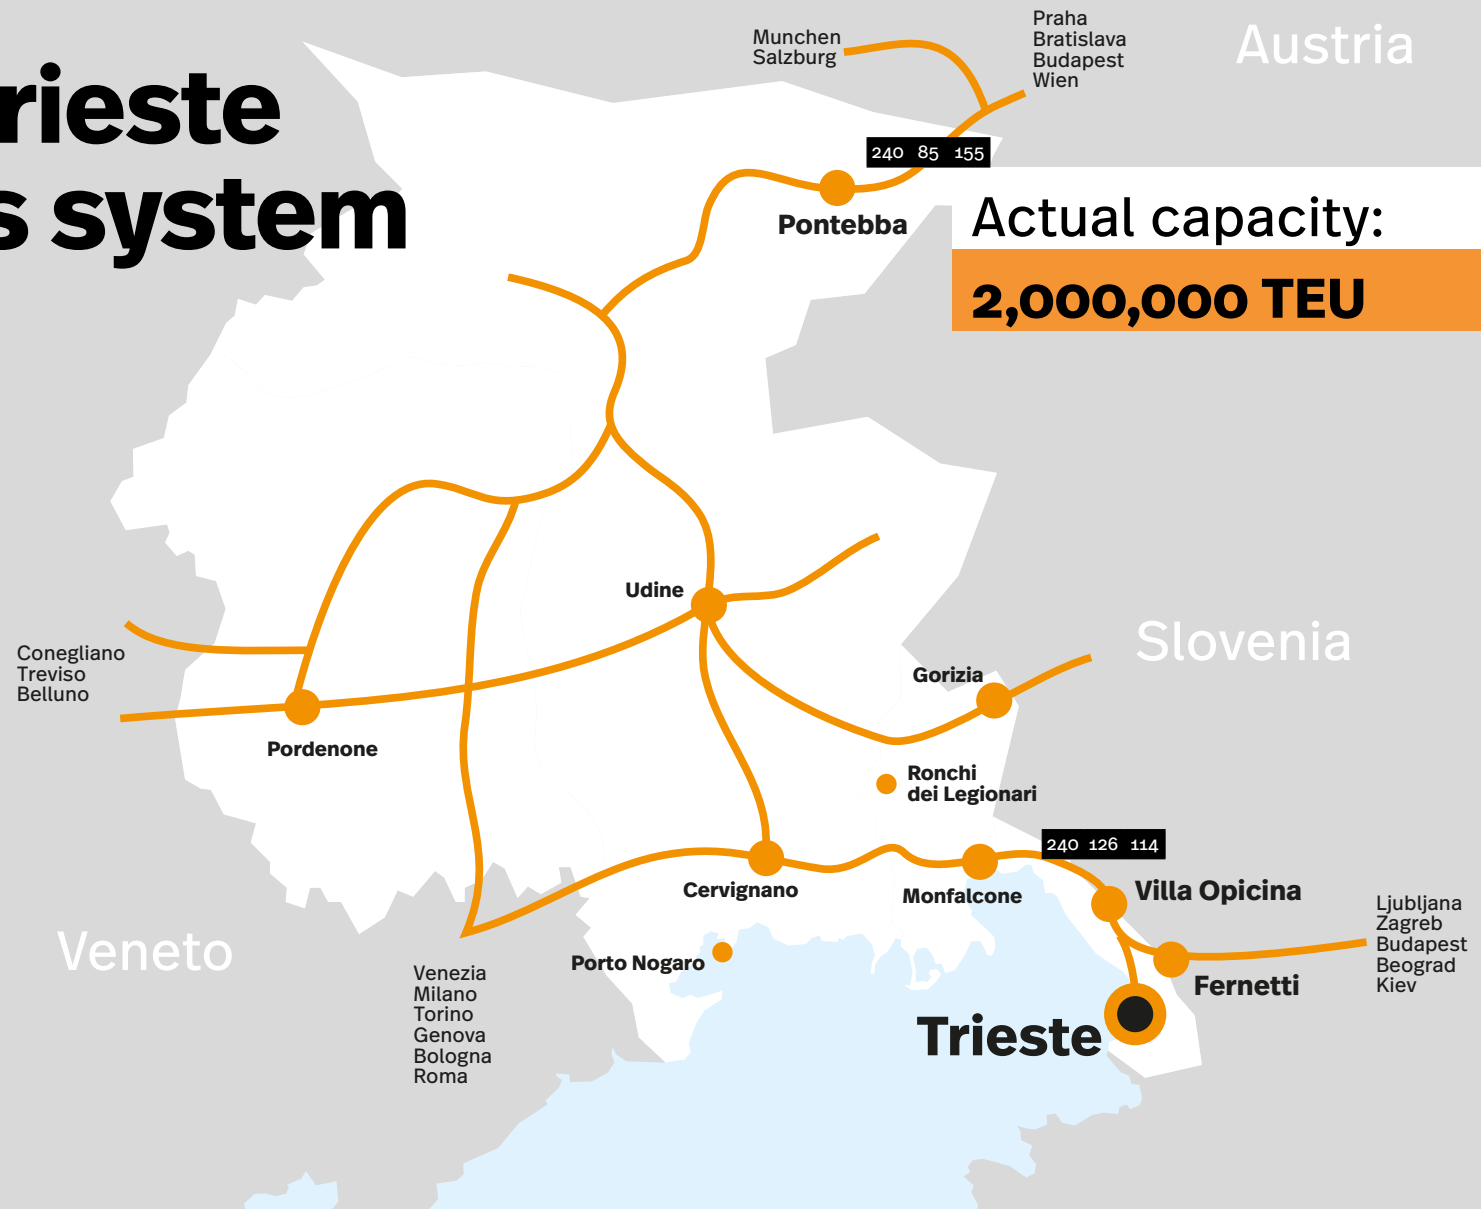 rieste
s system
Munchen
Salzburg
Praha
Bratislava
Budapest
Wien
Austria
240 85 155
Pontebba
Actual capacity:
2,000,000 TEU
Udine
Slovenia
Conegliano
Treviso
Belluno
Gorizia
Pordenone
Ronchi
dei Legionari
240 126 114
Cervignano
Monfalcone
Villa Opicina
Veneto
Porto Nogaro
Ljubljana
Zagreb
Budapest
Beograd
Kiev
Fernetti
Venezia
Milano
Torino
Genova
Bologna
Roma
Trieste